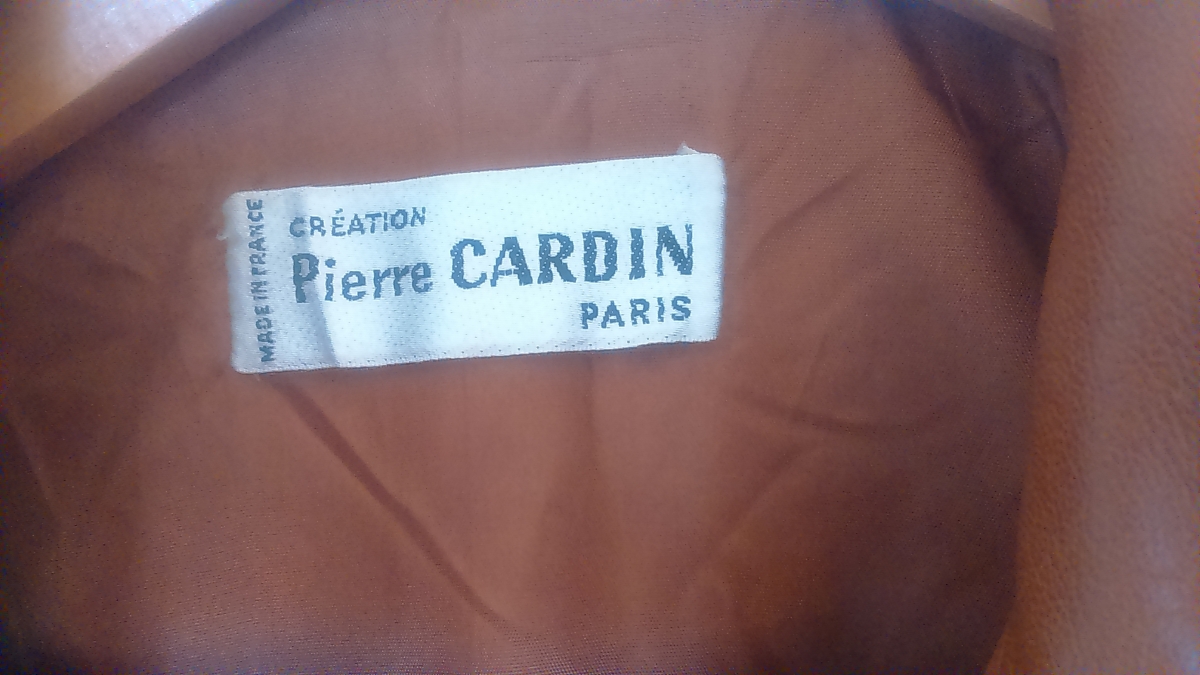 MADE IN FRANCE
CRÉATION
Pierre CARDIN
PARIS